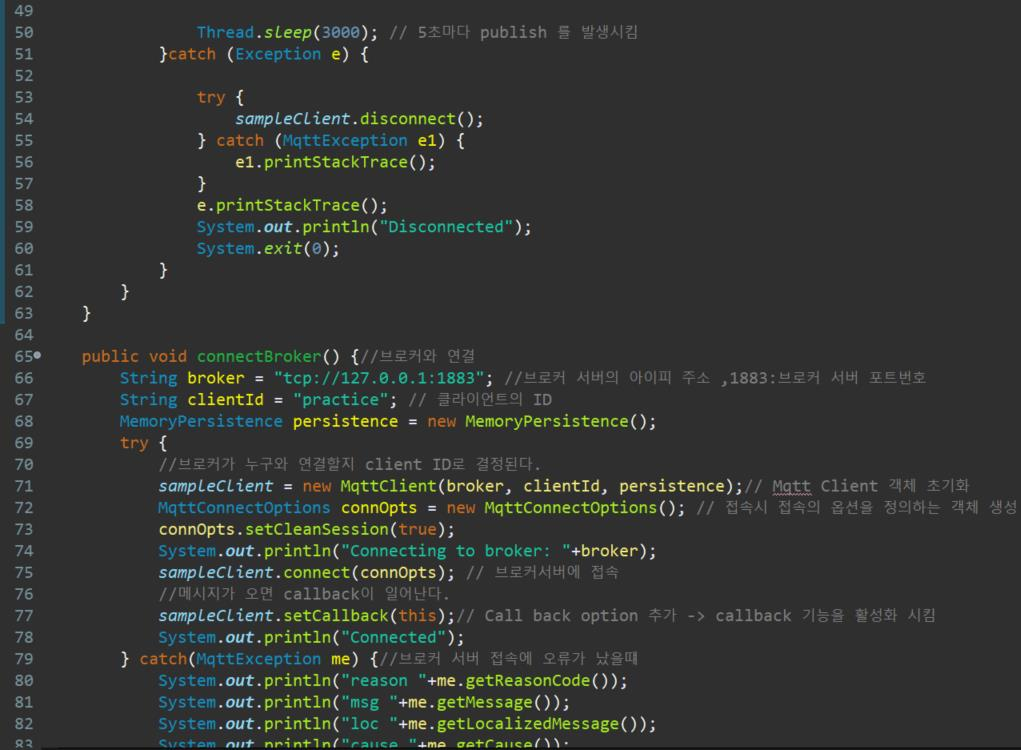 49
50 Thread.sleep(3000); // 5초마다 publish 를 발생시킴
51 }catch (Exception e) {
52
53 try {
54 sampleClient.disconnect();
55 } catch (MqttException e1) {
56 e1.printStackTrace();
57 }
58 e.printStackTrace();
59 System.out.println("Disconnected");
60 System.exit(0);
61 }
62 }
63 }
64
65 public void connectBroker() {//브로커와 연결
66 String broker = "tcp://127.0.0.1:1883"; //브로커 서버의 아이피 주소 ,1883:브로커 서버 포트번호
67 String clientId = "practice"; // 클라이언트의 ID
68 MemoryPersistence persistence = new MemoryPersistence();
69 try {
70 //브로커가 누구와 연결할지 client ID로 결정된다.
71 sampleClient = new MqttClient(broker, clientId, persistence);// Mqtt Client 객체 초기화
72 MqttConnectOptions connOpts = new MqttConnectOptions(); // 접속시 접속의 옵션을 정의하는 객체 생성
73 connOpts.setCleanSession(true);
74 System.out.println("Connecting to broker: "+broker);
75 sampleClient.connect(connOpts); // 브로커서버에 접속
76 //메시지가 오면 callback이 일어난다.
77 sampleClient.setCallback(this);// Call back option 추가 -> callback 기능을 활성화 시킴
78 System.out.println("Connected");
79 } catch(MqttException me) {//브로커 서버 접속에 오류가 났을때
80 System.out.println("reason "+me.getReasonCode());
81 System.out.println("msg "+me.getMessage());
82 System.out.println("loc "+me.getLocalizedMessage());
83 System.out.println("cause "+me.getCause());